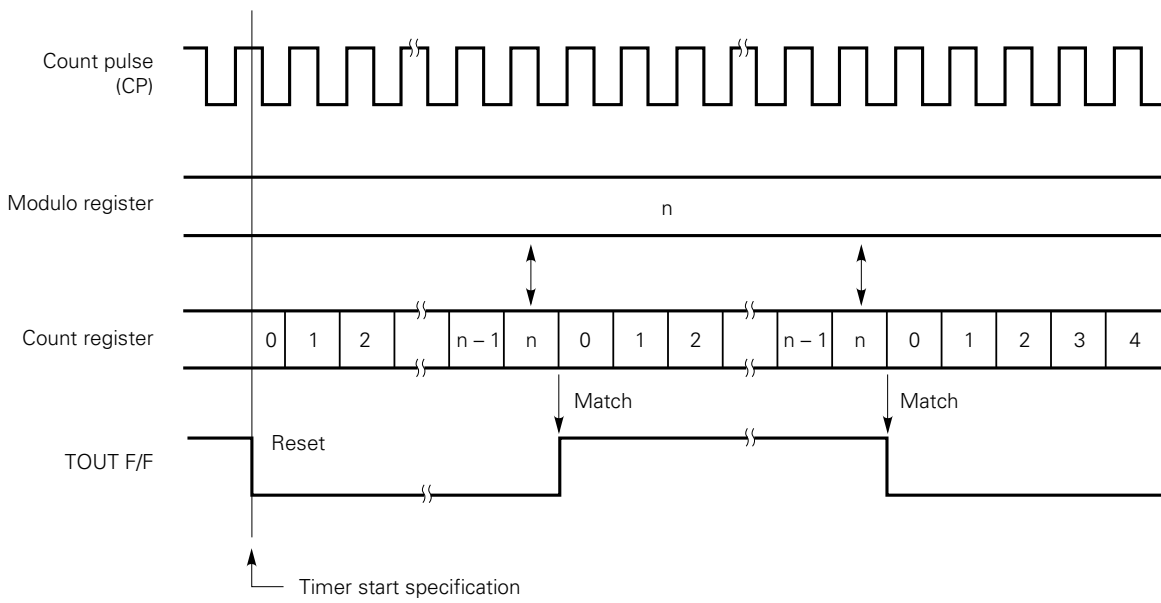 Count pulse
(CP)
Modulo register
n
Count register
0 1 2 n – 1 n 0 1 2 n – 1 n 0 1 2 3 4
Match
Match
Reset
TOUT F/F
Timer start specification